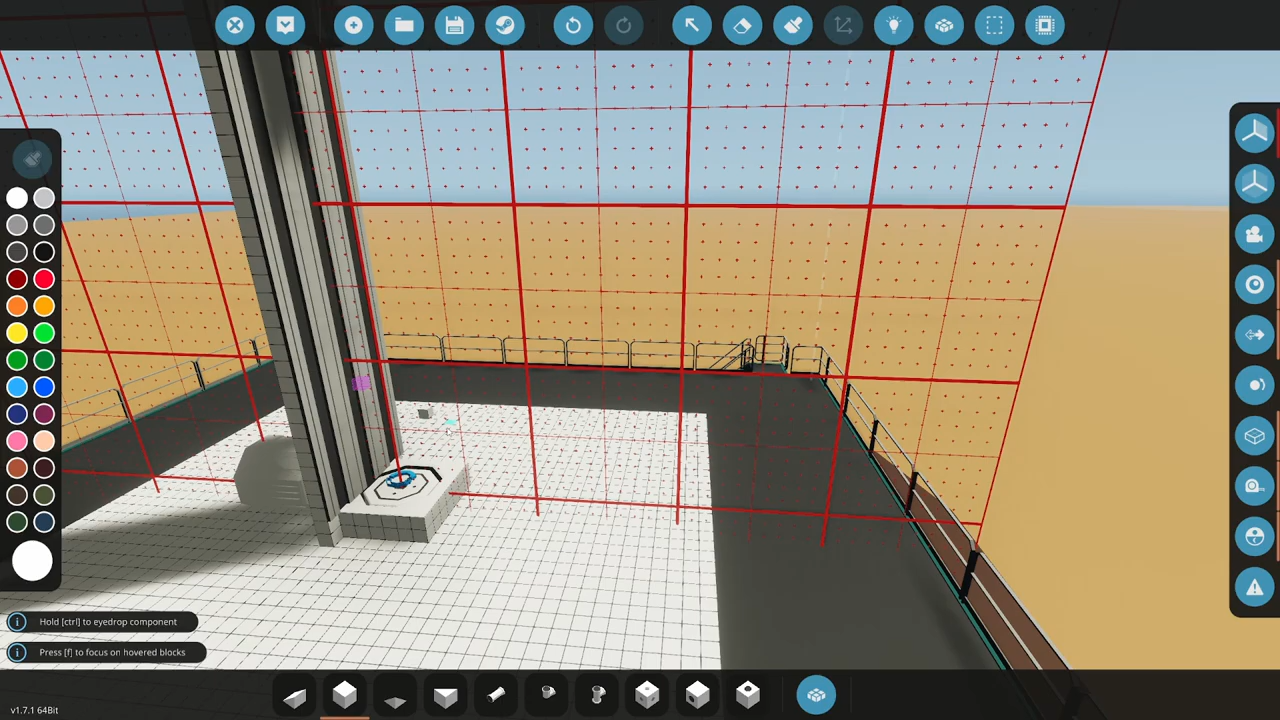 Hold [ctrl] to eyedrop component
Press [f] to focus on hovered blocks
v1.7.1 64Bit